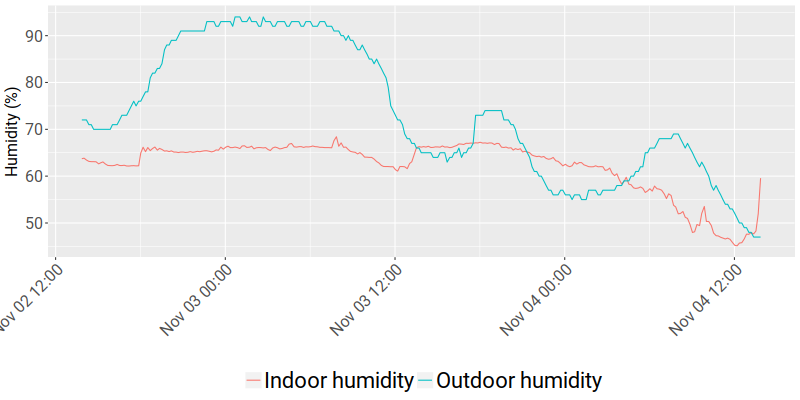 Humidity (%)
90
80
70
60
50
Nov 02 12:00
Nov 03 00:00
Nov 03 12:00
Nov 04 00:00
Nov 04 12:00
Indoor humidity
Outdoor humidity